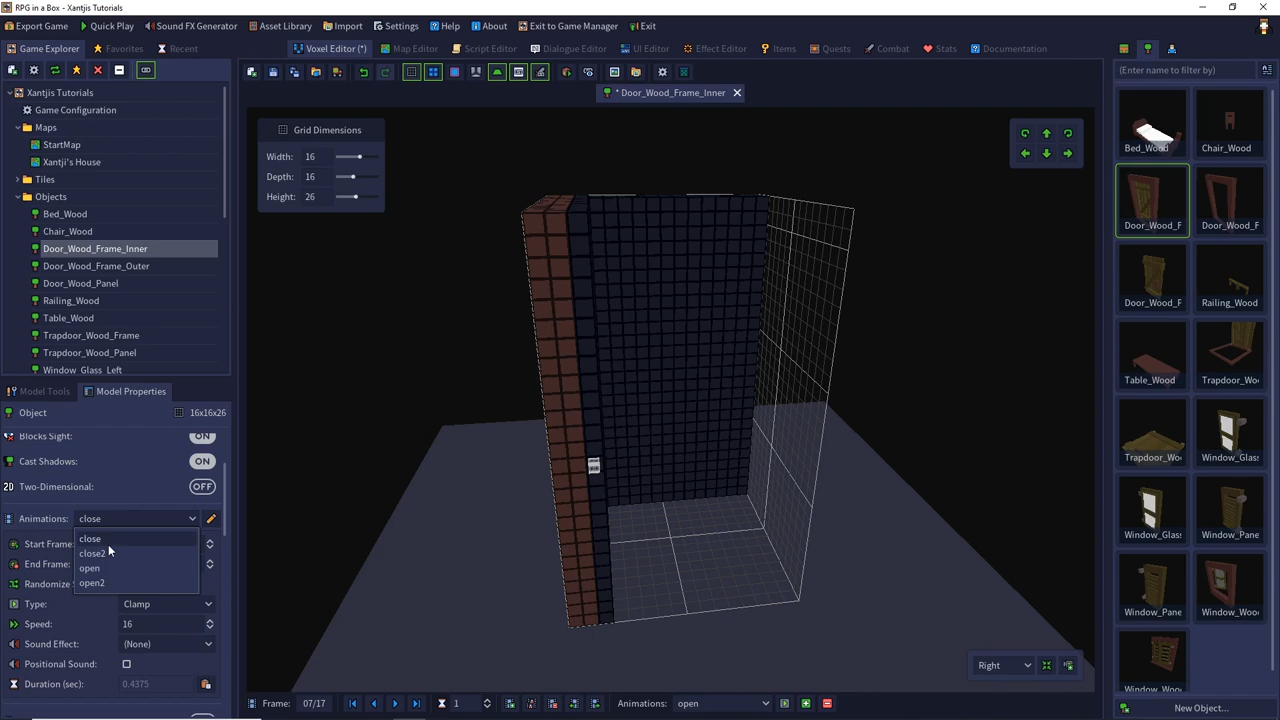 RPG in a Box - Xantjis Tutorials
Export Game Quick Play Sound FX Generator Asset Library Import Settings Help About Exit to Game Manager Exit
Game Explorer Favorites Recent Voxel Editor (*) Map Editor Script Editor Dialogue Editor UI Editor Effect Editor Items Quests Combat Stats Documentation
(Enter name to filter by)
Xantjis Tutorials
Game Configuration
Maps
StartMap
Xantji's House
Tiles
Objects
Bed_Wood
Chair_Wood
Door_Wood_Frame_Inner
Door_Wood_Frame_Outer
Door_Wood_Panel
Railing_Wood
Table_Wood
Trapdoor_Wood_Frame
Trapdoor_Wood_Panel
Window_Glass_Left
Model Tools Model Properties
Object 16x16x26
Blocks Sight: ON
Cast Shadows: ON
Two-Dimensional: OFF
Animations: close
close
close2
open
open2
Start Frame:
End Frame:
Randomize
Type: Clamp
Speed: 16
Sound Effect: (None)
Positional Sound:
Duration (sec): 0.4375
* Door_Wood_Frame_Inner
Grid Dimensions
Width: 16
Depth: 16
Height: 26
Right
Frame: 07/17 1 Animations: open
Bed_Wood Chair_Wood
Door_Wood_F Door_Wood_F
Door_Wood_F Railing_Wood
Table_Wood Trapdoor_Wo
Trapdoor_Wo Window_Glass
Window_Glass Window_Pane
Window_Pane Window_Woo
Window_Woo
New Object...